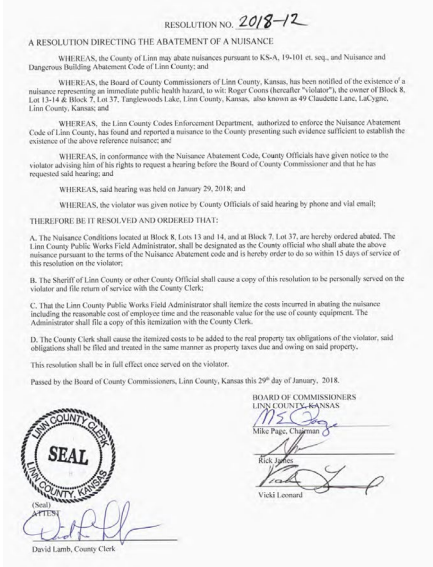 RESOLUTION NO. 2018-12
A RESOLUTION DIRECTING THE ABATEMENT OF A NUISANCE
WHEREAS, the County of Linn may abate nuisances pursuant to KS-A, 19-101 et. seq., and Nuisance and
Dangerous Building Abatement Code of Linn County; and
WHEREAS, the Board of County Commissioners of Linn County, Kansas, has been notified of the existence of a
nuisance representing an immediate public health hazard, to wit: Roger Coons (hereafter "violator"), the owner of Block 8,
Lot 13-14 & Block 7, Lot 37, Tanglewoods Lake, Linn County, Kansas, also known as 49 Claudette Lane, LaCygne,
Linn County, Kansas; and
WHEREAS, the Linn County Codes Enforcement Department, authorized to enforce the Nuisance Abatement
Code of Linn County, has found and reported a nuisance to the County presenting such evidence sufficient to establish the
existence of the above reference nuisance; and
WHEREAS, in conformance with the Nuisance Abatement Code, County Officials have given notice to the
violator advising him of his rights to request a hearing before the Board of County Commissioner and that he has
requested said hearing; and
WHEREAS, said hearing was held on January 29, 2018; and
WHEREAS, the violator was given notice by County Officials of said hearing by phone and vial email;
THEREFORE BE IT RESOLVED AND ORDERED THAT:
A. The Nuisance Conditions located at Block 8, Lots 13 and 14, and at Block 7. Lot 37, are hereby ordered abated. The
Linn County Public Works Field Administrator, shall be designated as the County official who shall abate the above
nuisance pursuant to the terms of the Nuisance Abatement code and is hereby order to do so within 15 days of service of
this resolution on the violator;
B. The Sheriff of Linn County or other County Official shall cause a copy of this resolution to be personally served on the
violator and file return of service with the County Clerk;
C. That the Linn County Public Works Field Administrator shall itemize the costs incurred in abating the nuisance
including the reasonable cost of employee time and the reasonable value for the use of county equipment. The
Administrator shall file a copy of this itemization with the County Clerk.
D. The County Clerk shall cause the itemized costs to be added to the real property tax obligations of the violator, said
obligations shall be filed and treated in the same manner as property taxes due and owing on said property.
This resolution shall be in full effect once served on the violator.
Passed by the Board of County Commissioners, Linn County, Kansas this 29th day of January, 2018.
BOARD OF COMMISSIONERS
LINN COUNTY, KANSAS
Mike Page, Chairman
Rick James
Vicki Leonard
LINN COUNTY CLERK
SEAL
LINN COUNTY, KANSAS
(Seal)
ATTEST
David Lamb, County Clerk